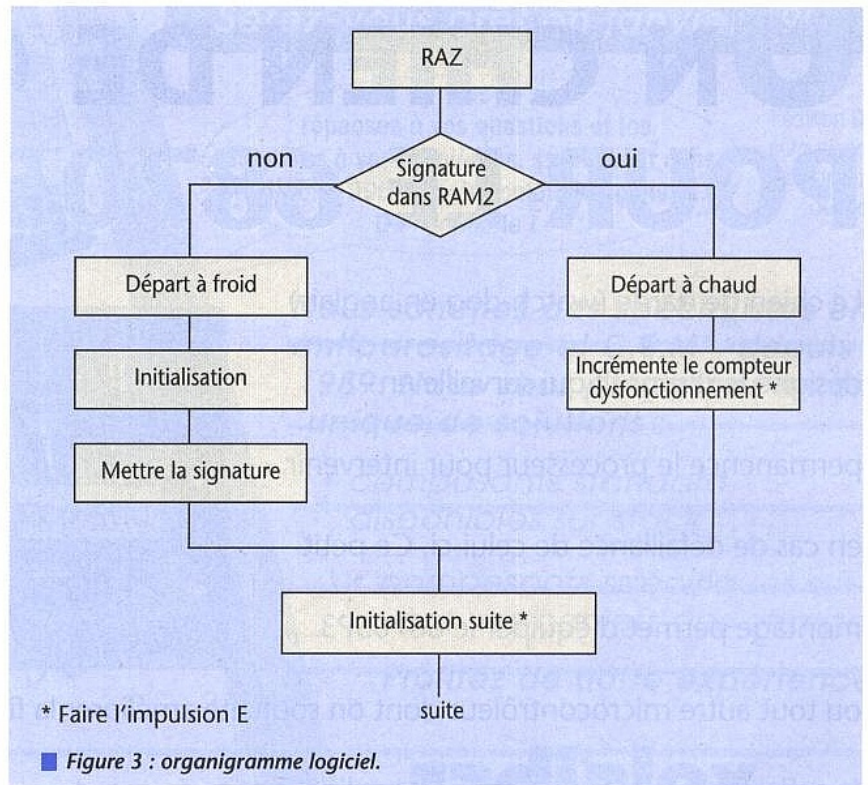 RAZ
non
Signature
dans RAM2
oui
Départ à froid
Départ à chaud
Initialisation
Incrémente le compteur
dysfonctionnement *
Mettre la signature
Initialisation suite *
* Faire l'impulsion E
suite
Figure 3 : organigramme logiciel.